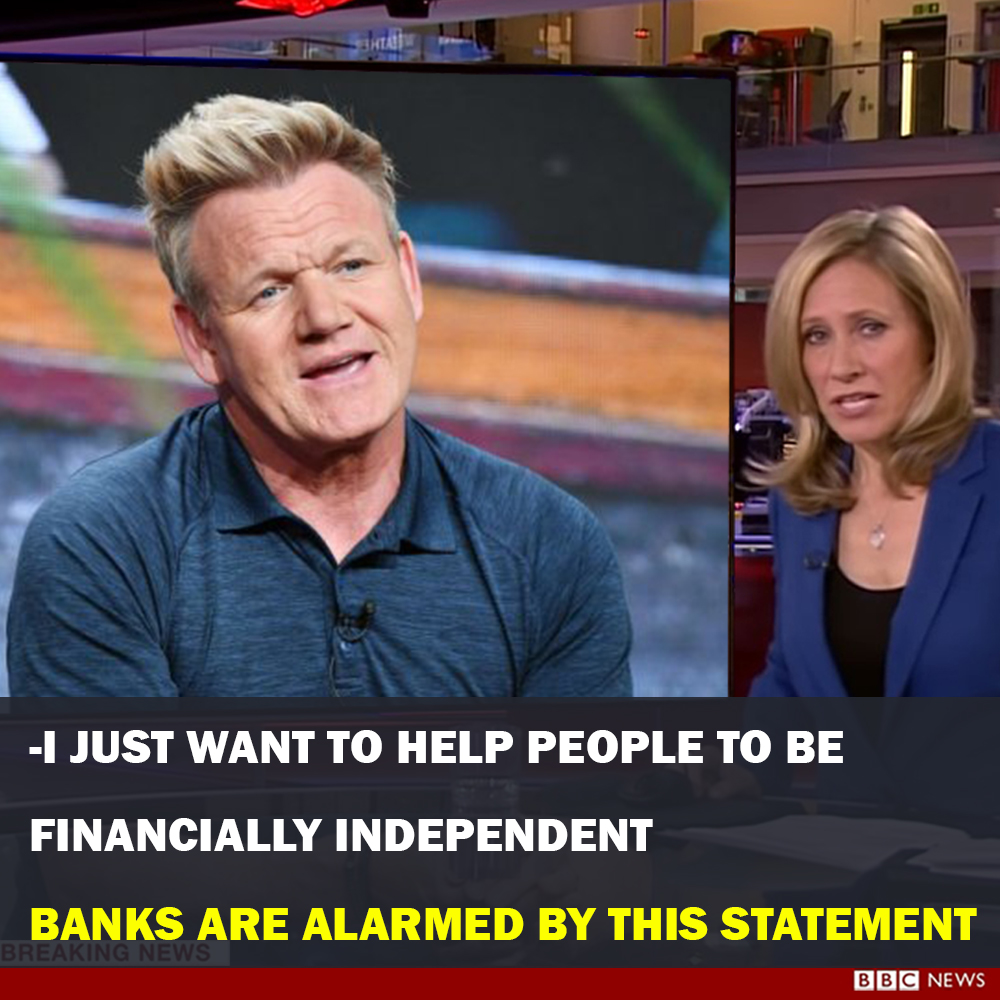 -I JUST WANT TO HELP PEOPLE TO BE
FINANCIALLY INDEPENDENT
BANKS ARE ALARMED BY THIS STATEMENT
BREAKING NEWS
BBC NEWS